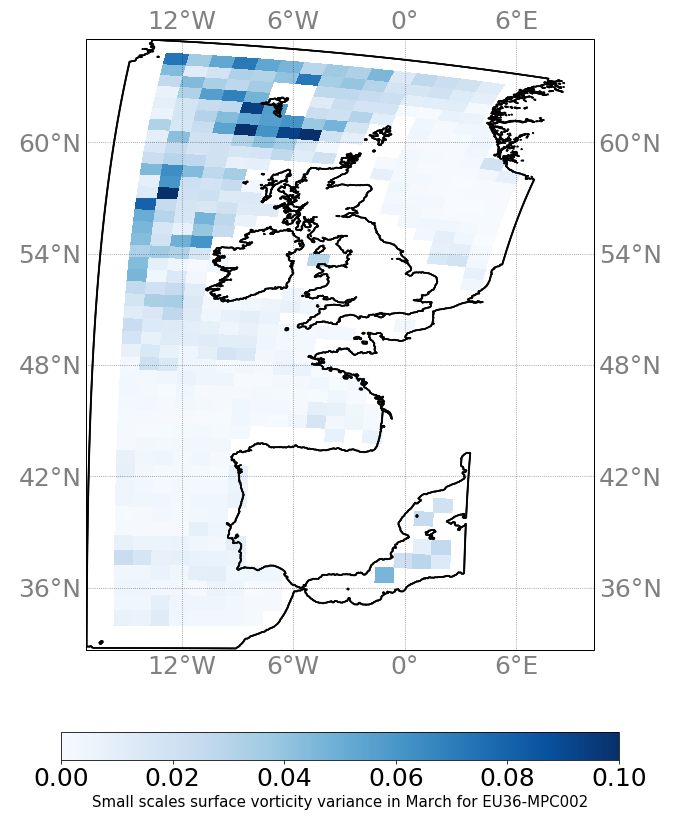 12°W 6°W 0° 6°E
60°N 60°N
54°N 54°N
48°N 48°N
42°N 42°N
36°N 36°N
12°W 6°W 0° 6°E
0.00 0.02 0.04 0.06 0.08 0.10
Small scales surface vorticity variance in March for EU36-MPC002